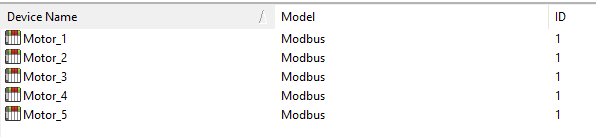 Device Name Model ID
Motor_1 Modbus 1
Motor_2 Modbus 1
Motor_3 Modbus 1
Motor_4 Modbus 1
Motor_5 Modbus 1